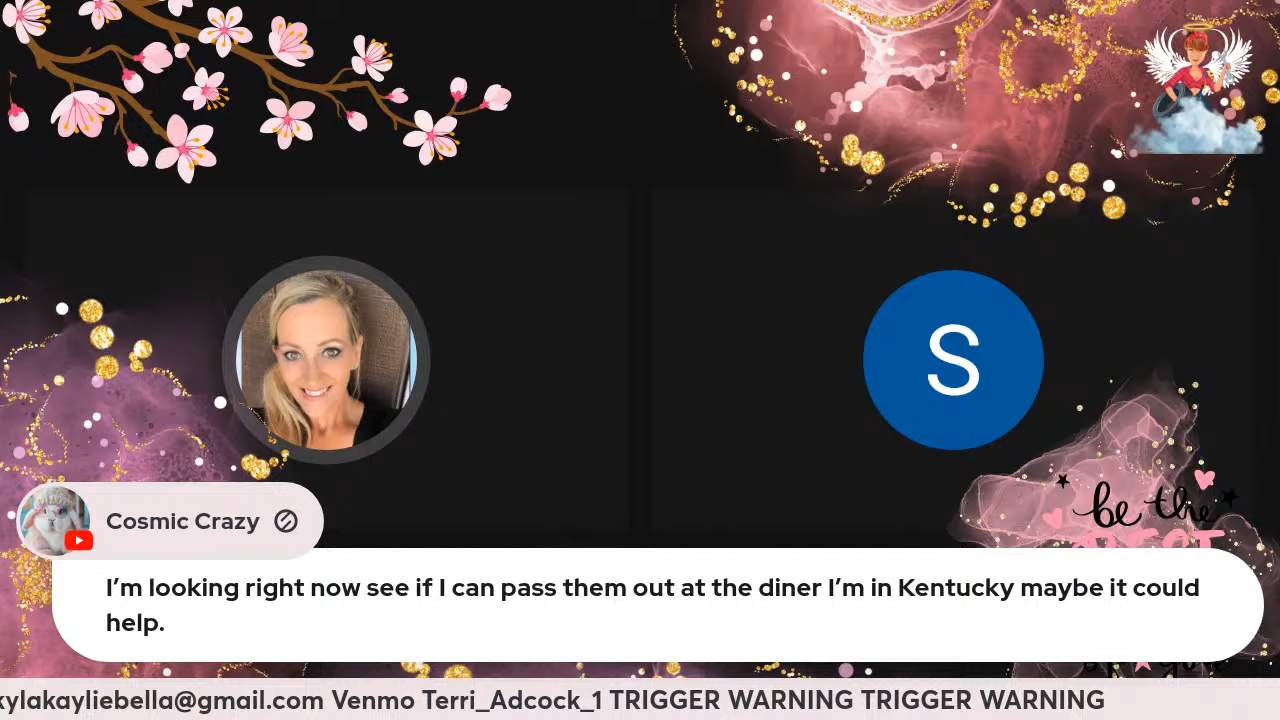 S
be the
Cosmic Crazy
I’m looking right now see if I can pass them out at the diner I’m in Kentucky maybe it could
help.
xylakayliebella@gmail.com Venmo Terri_Adcock_1 TRIGGER WARNING TRIGGER WARNING